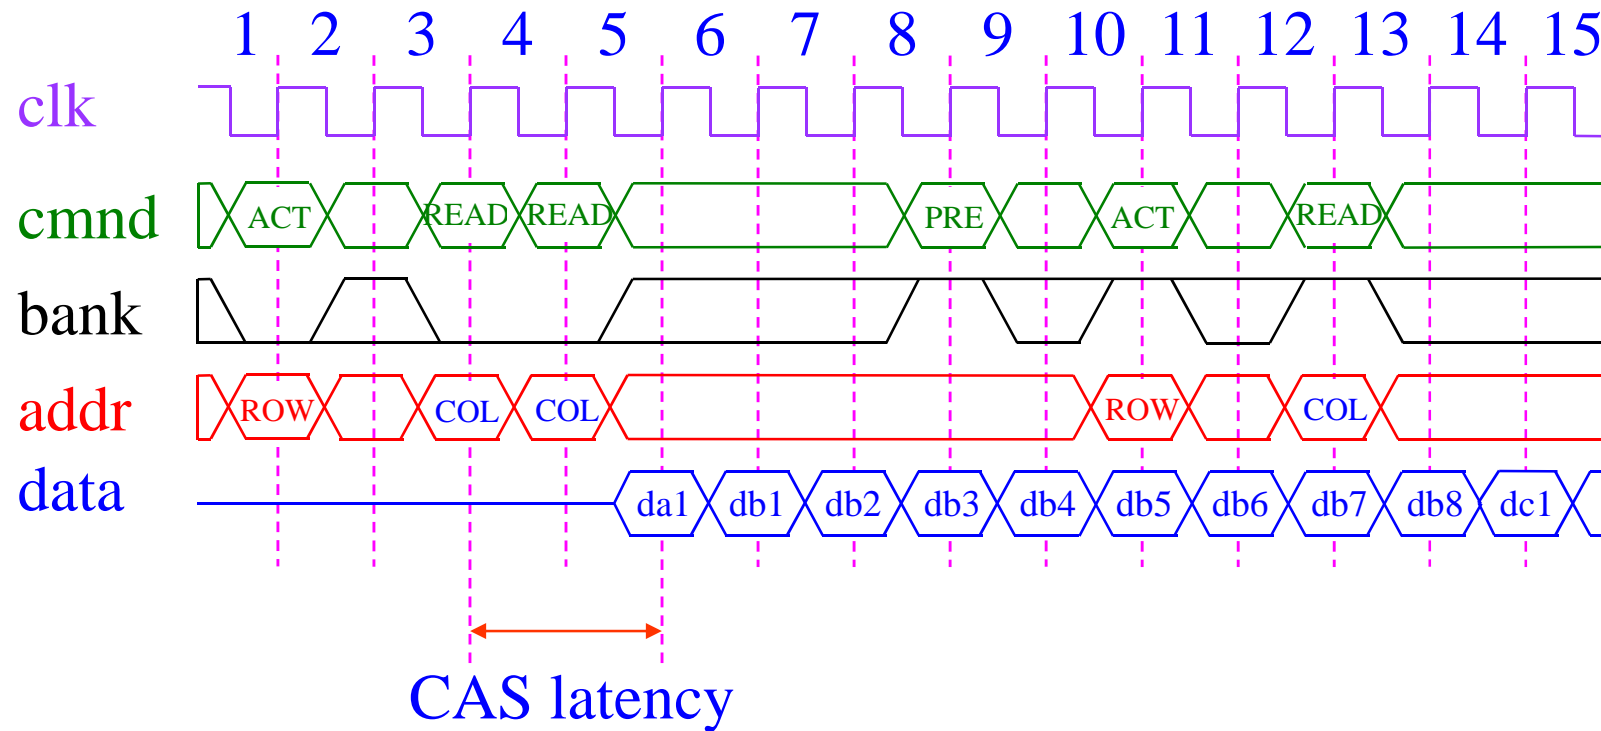 1 2 3 4 5 6 7 8 9 10 11 12 13 14 15
clk
cmnd ACT READ READ PRE ACT READ
bank
addr ROW COL COL ROW COL
data da1 db1 db2 db3 db4 db5 db6 db7 db8 dc1
CAS latency